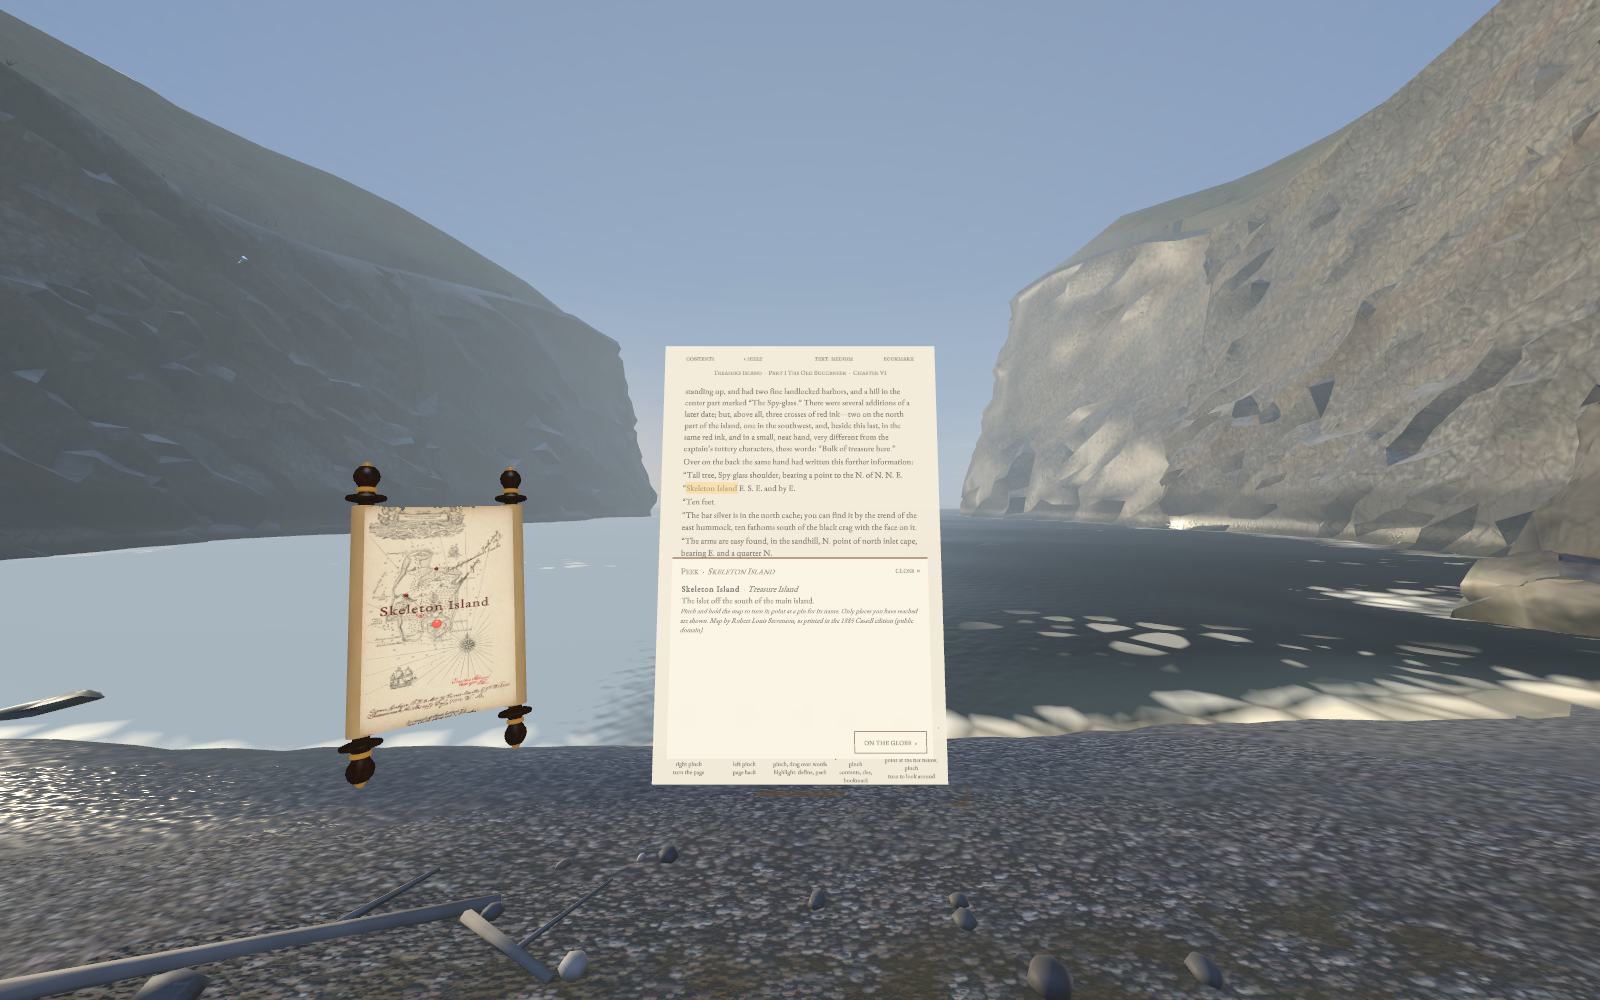 CONTENTS
TEXT: MEDIUM
BOOKMARK
Treasure Island · Part I The Old Buccaneer · Chapter VI
standing up, and had two fine landlocked harbors, and a hill in the
center part marked “The Spy-glass.” There were several additions of a
later date; but, above all, three crosses of red ink—two on the north
part of the island, one in the southwest, and, beside this last, in the
same red ink, and in a small, neat hand, very different from the
captain’s tottery characters, these words: “Bulk of treasure here.”
Over on the back the same hand had written this further information:
“Tall tree, Spy-glass shoulder, bearing a point to the N. of N. N. E.
“Skeleton Island E. S. E. and by E.
“Ten feet.
“The bar silver is in the north cache; you can find it by the trend of the
east hummock, ten fathoms south of the black crag with the face on it.
“The arms are easy found, in the sandhill, N. point of north inlet cape,
bearing E. and a quarter N.
Peek · Skeleton Island
CLOSE ×
Skeleton Island · Treasure Island
The islet off the south of the main island.
Pinch and hold the map to turn it; point at a pin for its name. Only places you have reached
are shown. Map by Robert Louis Stevenson, as printed in the 1885 Cassell edition (public
domain).
ON THE GLOBE ›
right pinch
turn the page
left pinch
page back
pinch, drag over words
highlight: define, peek
pinch
contents,
bookmark
pinch
turn to look around
Skeleton Island